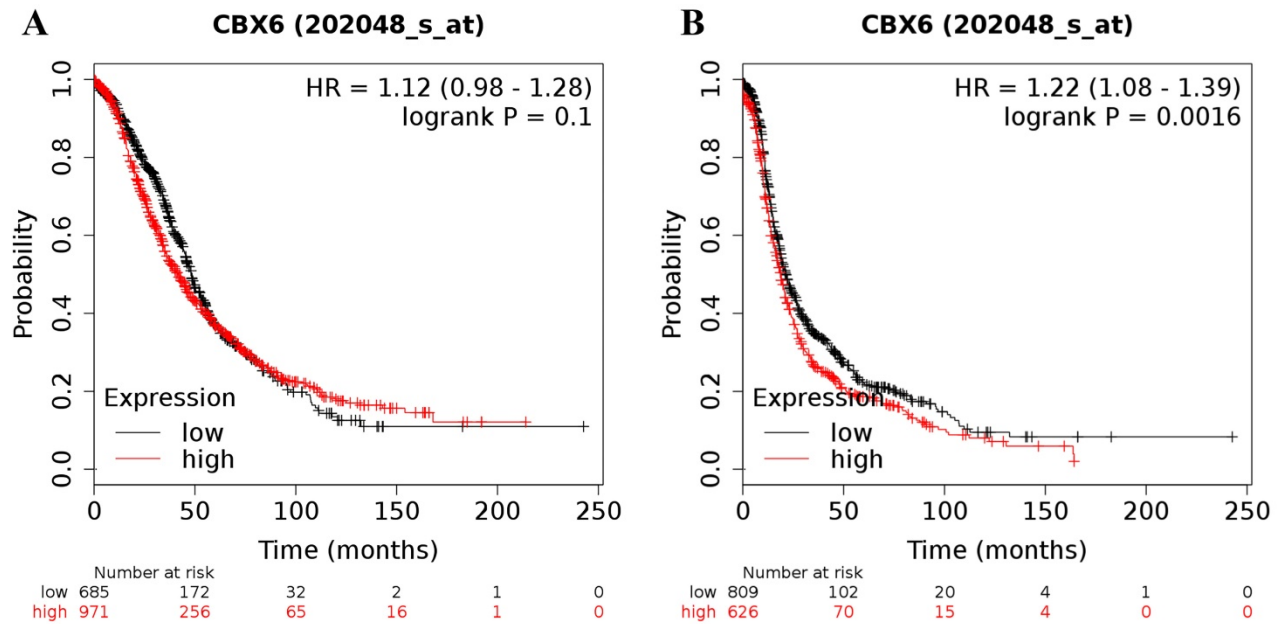 A
CBX6 (202048_s_at)
HR = 1.12 (0.98 - 1.28)
logrank P = 0.1
Probability
1.0
0.8
0.6
0.4
0.2
0.0
Expression
low
high
0 50 100 150 200 250
Time (months)
Number at risk
low 685 172 32 2 1 0
high 971 256 65 16 1 0
B
CBX6 (202048_s_at)
HR = 1.22 (1.08 - 1.39)
logrank P = 0.0016
Probability
1.0
0.8
0.6
0.4
0.2
0.0
Expression
low
high
0 50 100 150 200 250
Time (months)
Number at risk
low 809 102 20 4 1 0
high 626 70 15 4 0 0